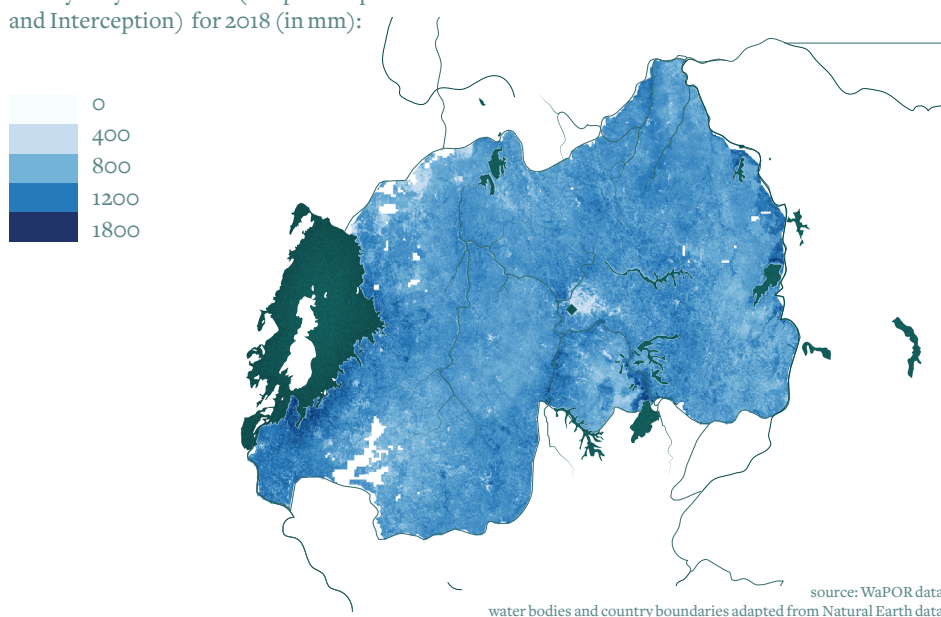 and Interception) for 2018 (in mm):
0
400
800
1200
1800
source: WaPOR data
water bodies and country boundaries adapted from Natural Earth data